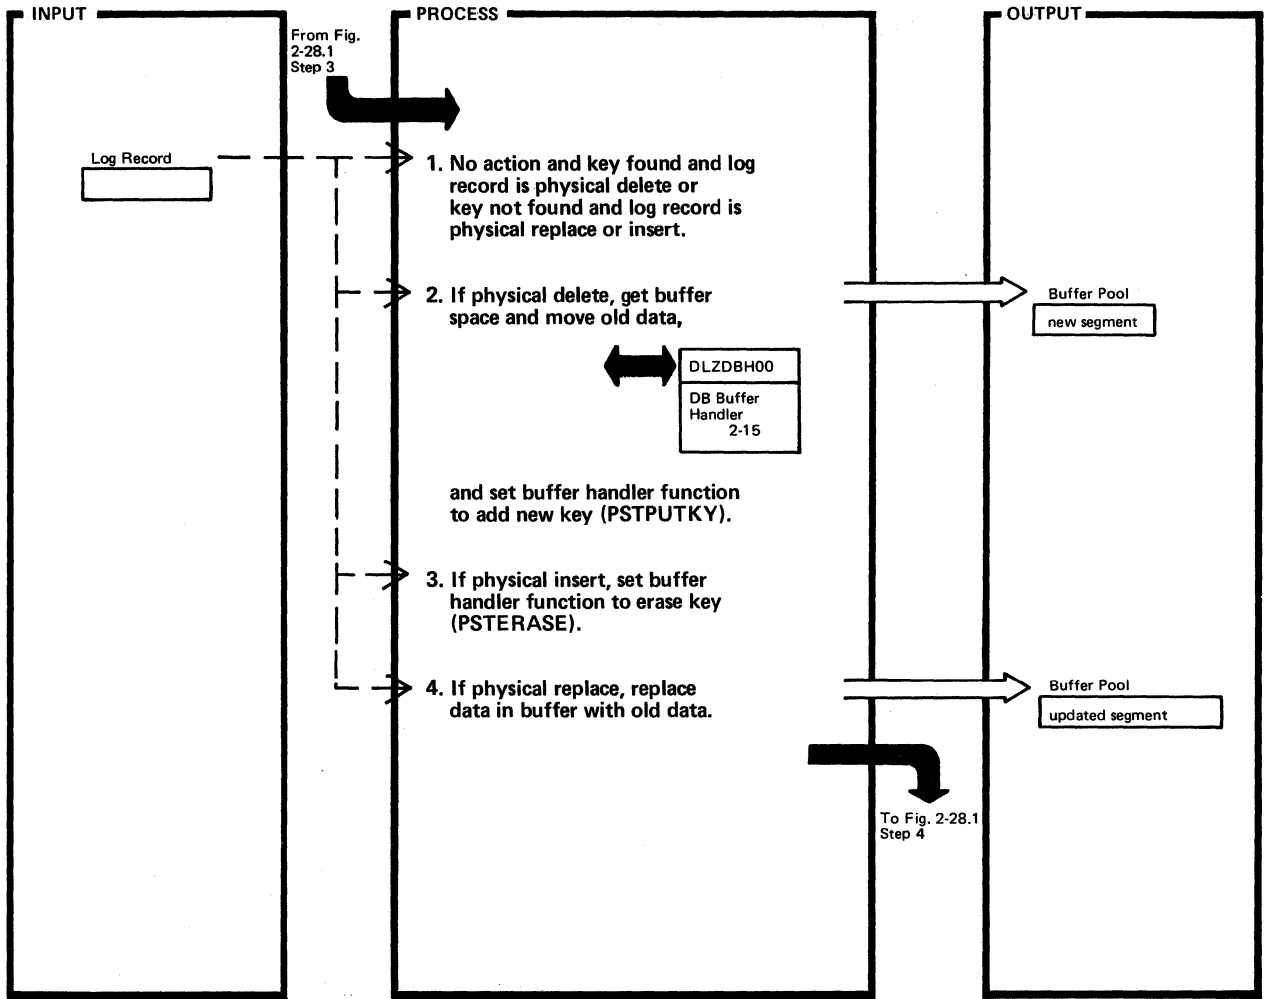 INPUT
PROCESS
OUTPUT
From Fig.
2-28.1
Step 3
Log Record
1. No action and key found and log
record is physical delete or
key not found and log record is
physical replace or insert.
2. If physical delete, get buffer
space and move old data,
Buffer Pool
new segment
DLZDBH00
DB Buffer
Handler
2-15
and set buffer handler function
to add new key (PSTPUTKY).
3. If physical insert, set buffer
handler function to erase key
(PSTERASE).
4. If physical replace, replace
data in buffer with old data.
Buffer Pool
updated segment
To Fig. 2-28.1
Step 4